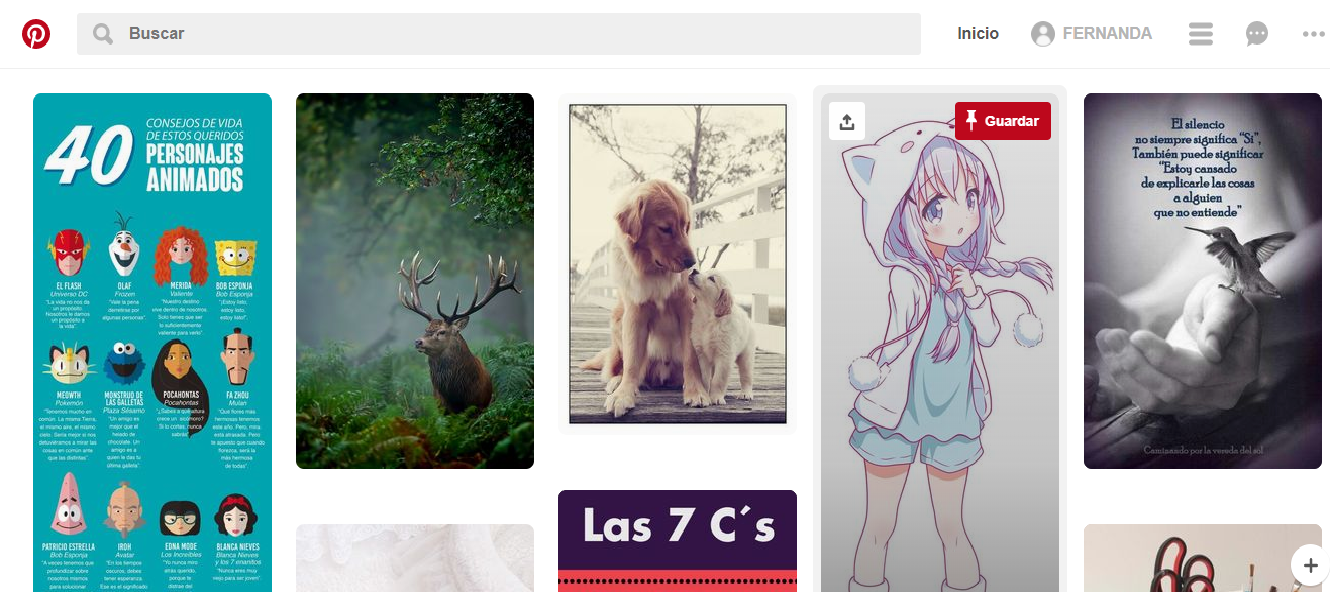 Buscar
Inicio
FERNANDA
40
CONSEJOS DE VIDA
DE ESTOS QUERIDOS
PERSONAJES
ANIMADOS
EL FLASH
Universo DC
"La vida no nos da
un propósito.
Nosotros le damos
un propósito a
la vida".
OLAF
Frozen
"Vale la pena
derretirse por
algunas personas".
MERIDA
Valiente
"Nuestro destino
vive dentro de nosotros.
Solo tienes que ser
lo suficientemente
valiente para verlo".
BOB ESPONJA
Bob Esponja
"¡Estoy listo,
estoy listo,
estoy listo!".
MEOWTH
Pokemón
"Tenemos mucho en
común. La misma Tierra,
el mismo aire, el mismo
cielo. Sería mejor si nos
detuviéramos a mirar las
cosas en común ante
que las distintas".
MONSTRUO DE
LAS GALLETAS
Plaza Sésamo
"Un amigo es
mejor que el
helado de
chocolate. Un
amigo es a
quien le das tu
última galleta".
POCAHONTAS
Pocahontas
"¿Sabes a qué altura
crece un sicómoro?
Si lo cortas, nunca
sabrás".
FA ZHOU
Mulan
"Qué flores más
hermosas tenemos
este año. Pero, mira
está atrasada. Pero
te apuesto que cuando
florezca, será la
más hermosa
de todas".
PATRICIO ESTRELLA
Bob Esponja
"A veces tenemos que
profundizar sobre
nosotros mismos
para solucionar
IROH
Avatar
"En los tiempos
oscuros, debes
tener esperanza.
Ese es el significado
EDNA MODE
Los Increíbles
"Yo nunca miro
atrás querido,
porque te
distrae del
BLANCA NIEVES
Blanca Nieves
y los 7 enanitos
"Nunca eres muy
viejo para ser joven".
Las 7 C´s
Guardar
El silencio
no siempre significa "Si",
También puede significar
"Estoy cansado
de explicarle las cosas
a alguien
que no entiende"
Caminando por la vereda del sol